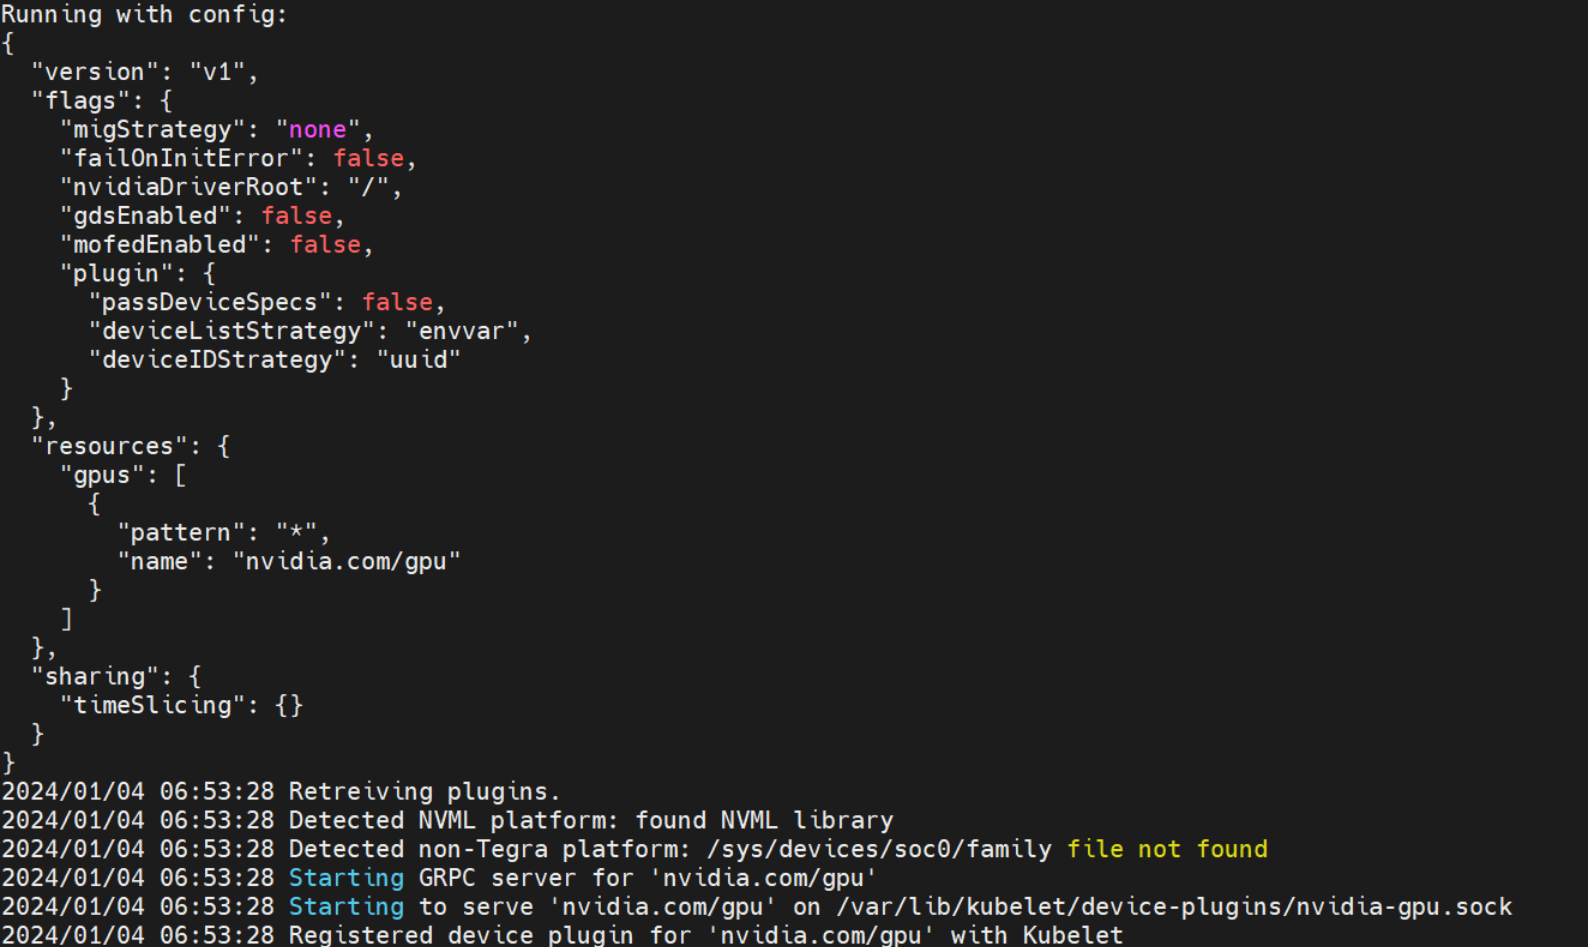 Running with config:
{
  "version": "v1",
  "flags": {
    "migStrategy": "none",
    "failOnInitError": false,
    "nvidiaDriverRoot": "/",
    "gdsEnabled": false,
    "mofedEnabled": false,
    "plugin": {
      "passDeviceSpecs": false,
      "deviceListStrategy": "envvar",
      "deviceIDStrategy": "uuid"
    }
  },
  "resources": {
    "gpus": [
      {
        "pattern": "*",
        "name": "nvidia.com/gpu"
      }
    ]
  },
  "sharing": {
    "timeSlicing": {}
  }
}
2024/01/04 06:53:28 Retreiving plugins.
2024/01/04 06:53:28 Detected NVML platform: found NVML library
2024/01/04 06:53:28 Detected non-Tegra platform: /sys/devices/soc0/family file not found
2024/01/04 06:53:28 Starting GRPC server for 'nvidia.com/gpu'
2024/01/04 06:53:28 Starting to serve 'nvidia.com/gpu' on /var/lib/kubelet/device-plugins/nvidia-gpu.sock
2024/01/04 06:53:28 Registered device plugin for 'nvidia.com/gpu' with Kubelet